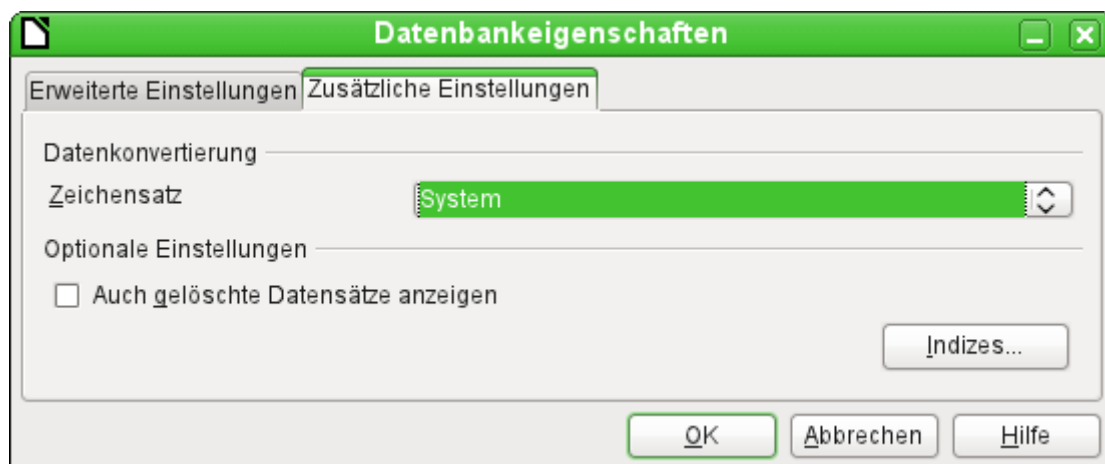 Datenbankeigenschaften
Erweiterte Einstellungen Zusätzliche Einstellungen
Datenkonvertierung
Zeichensatz System
Optionale Einstellungen
Auch gelöschte Datensätze anzeigen
Indizes...
OK Abbrechen Hilfe